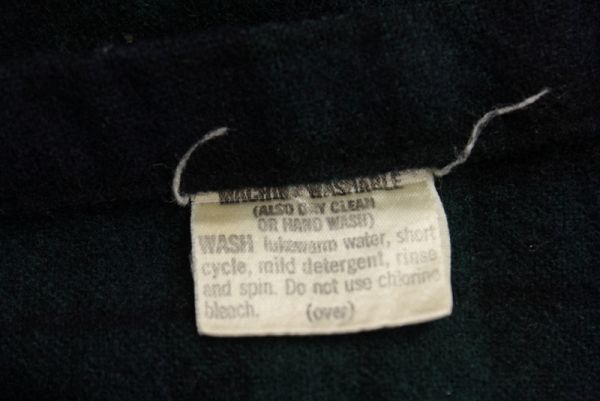 MACHINE WASHABLE
(ALSO DRY CLEAN
OR HAND WASH)
WASH lukewarm water, short
cycle, mild detergent, rinse
and spin. Do not use chlorine
bleach. (over)